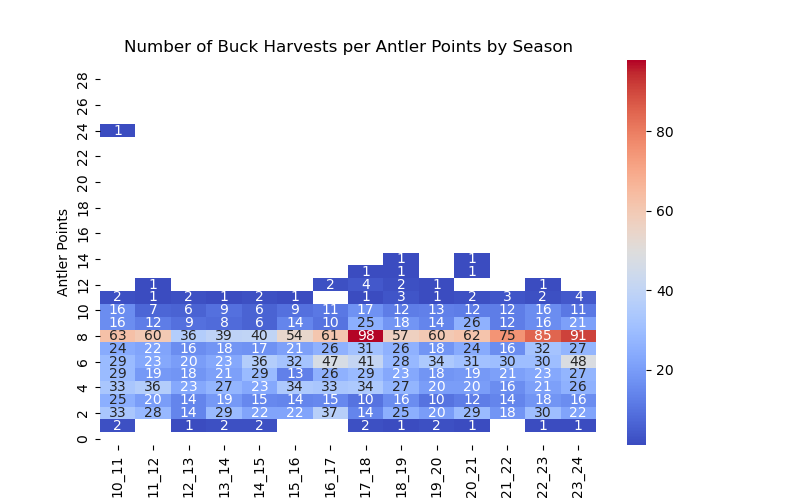 Number of Buck Harvests per Antler Points by Season
Antler Points
28
26
24 1
22
20
18
16
14 1 1
1 1 1
12 1 2 4 2 1 1
2 1 2 1 2 1 1 3 1 2 3 2 4
10 16 7 6 9 6 9 11 17 12 13 12 12 16 11
16 12 9 8 6 14 10 25 18 14 26 12 16 21
8 63 60 36 39 40 54 61 98 57 60 62 75 85 91
24 22 16 18 17 21 26 31 26 18 24 16 32 27
6 29 23 20 23 36 32 47 41 28 34 31 30 30 48
29 19 18 21 29 13 26 29 23 18 19 21 23 27
4 33 36 23 27 23 34 33 34 27 20 20 16 21 26
25 20 14 19 15 14 15 10 16 10 12 14 18 16
2 33 28 14 29 22 22 37 14 25 20 29 18 30 22
2 1 2 2 2 1 2 1 1 1
0
10_11 11_12 12_13 13_14 14_15 15_16 16_17 17_18 18_19 19_20 20_21 21_22 22_23 23_24
80
60
40
20